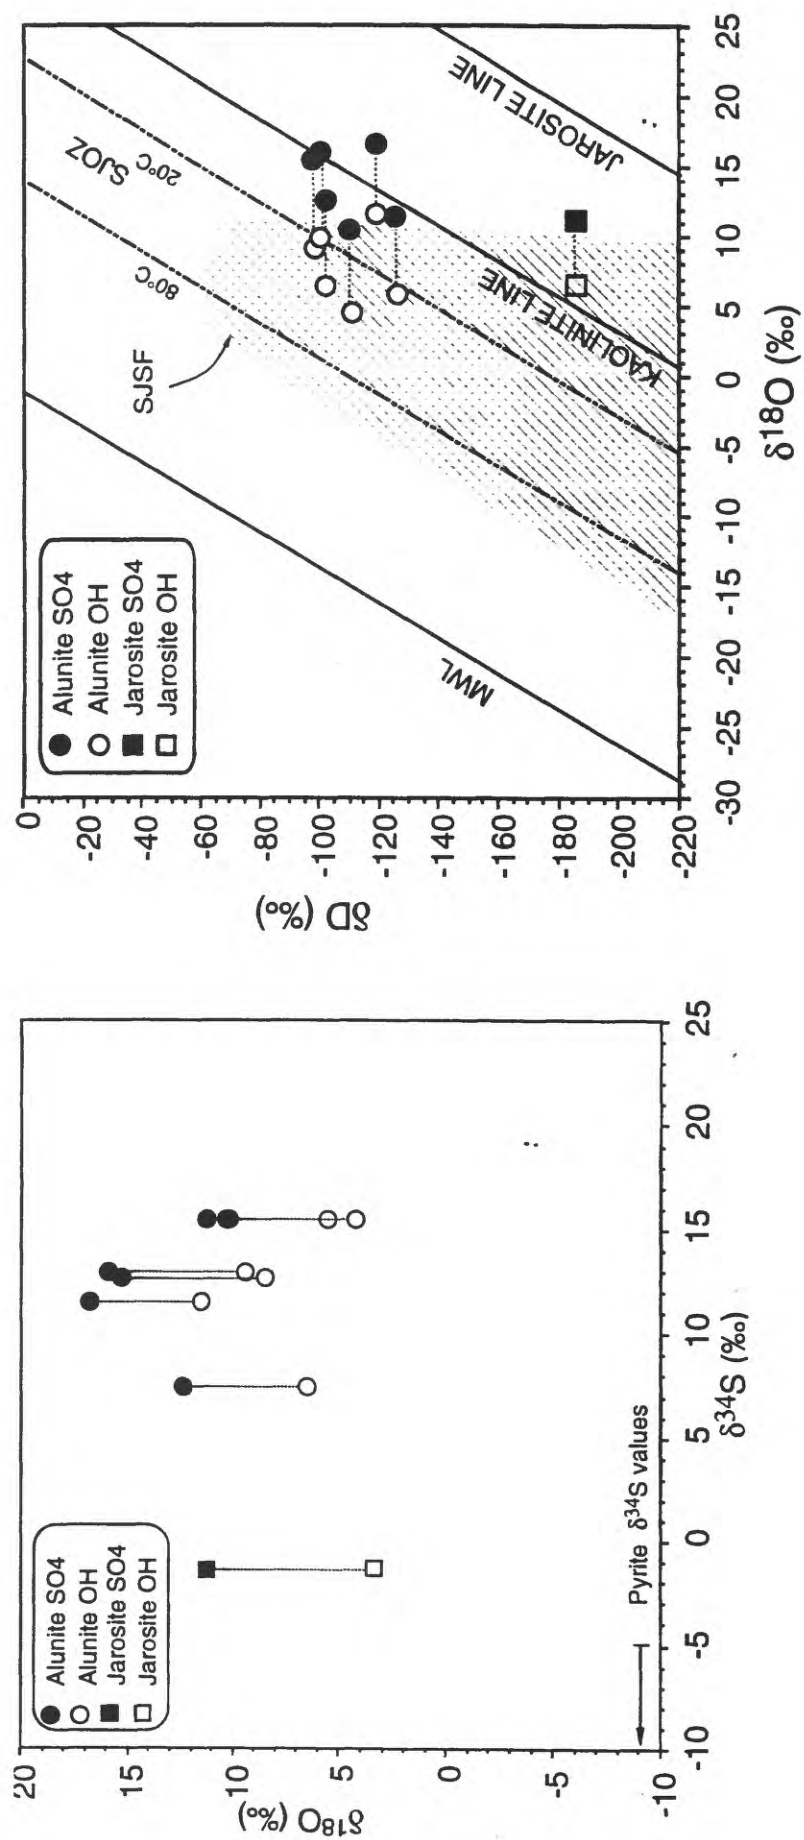 Alunite SO4
Alunite OH
Jarosite SO4
Jarosite OH
20
15
10
5
0
-5
-10
δ18O (‰)
Pyrite δ34S values
-10
-5
0
5
10
15
20
25
δ34S (‰)
Alunite SO4
Alunite OH
Jarosite SO4
Jarosite OH
0
-20
-40
-60
-80
-100
-120
-140
-160
-180
-200
-220
δD (‰)
MWL
SJSF
80°C
SJOZ
20°C
KAOLINITE LINE
JAROSITE LINE
-30
-25
-20
-15
-10
-5
0
5
10
15
20
25
δ18O (‰)